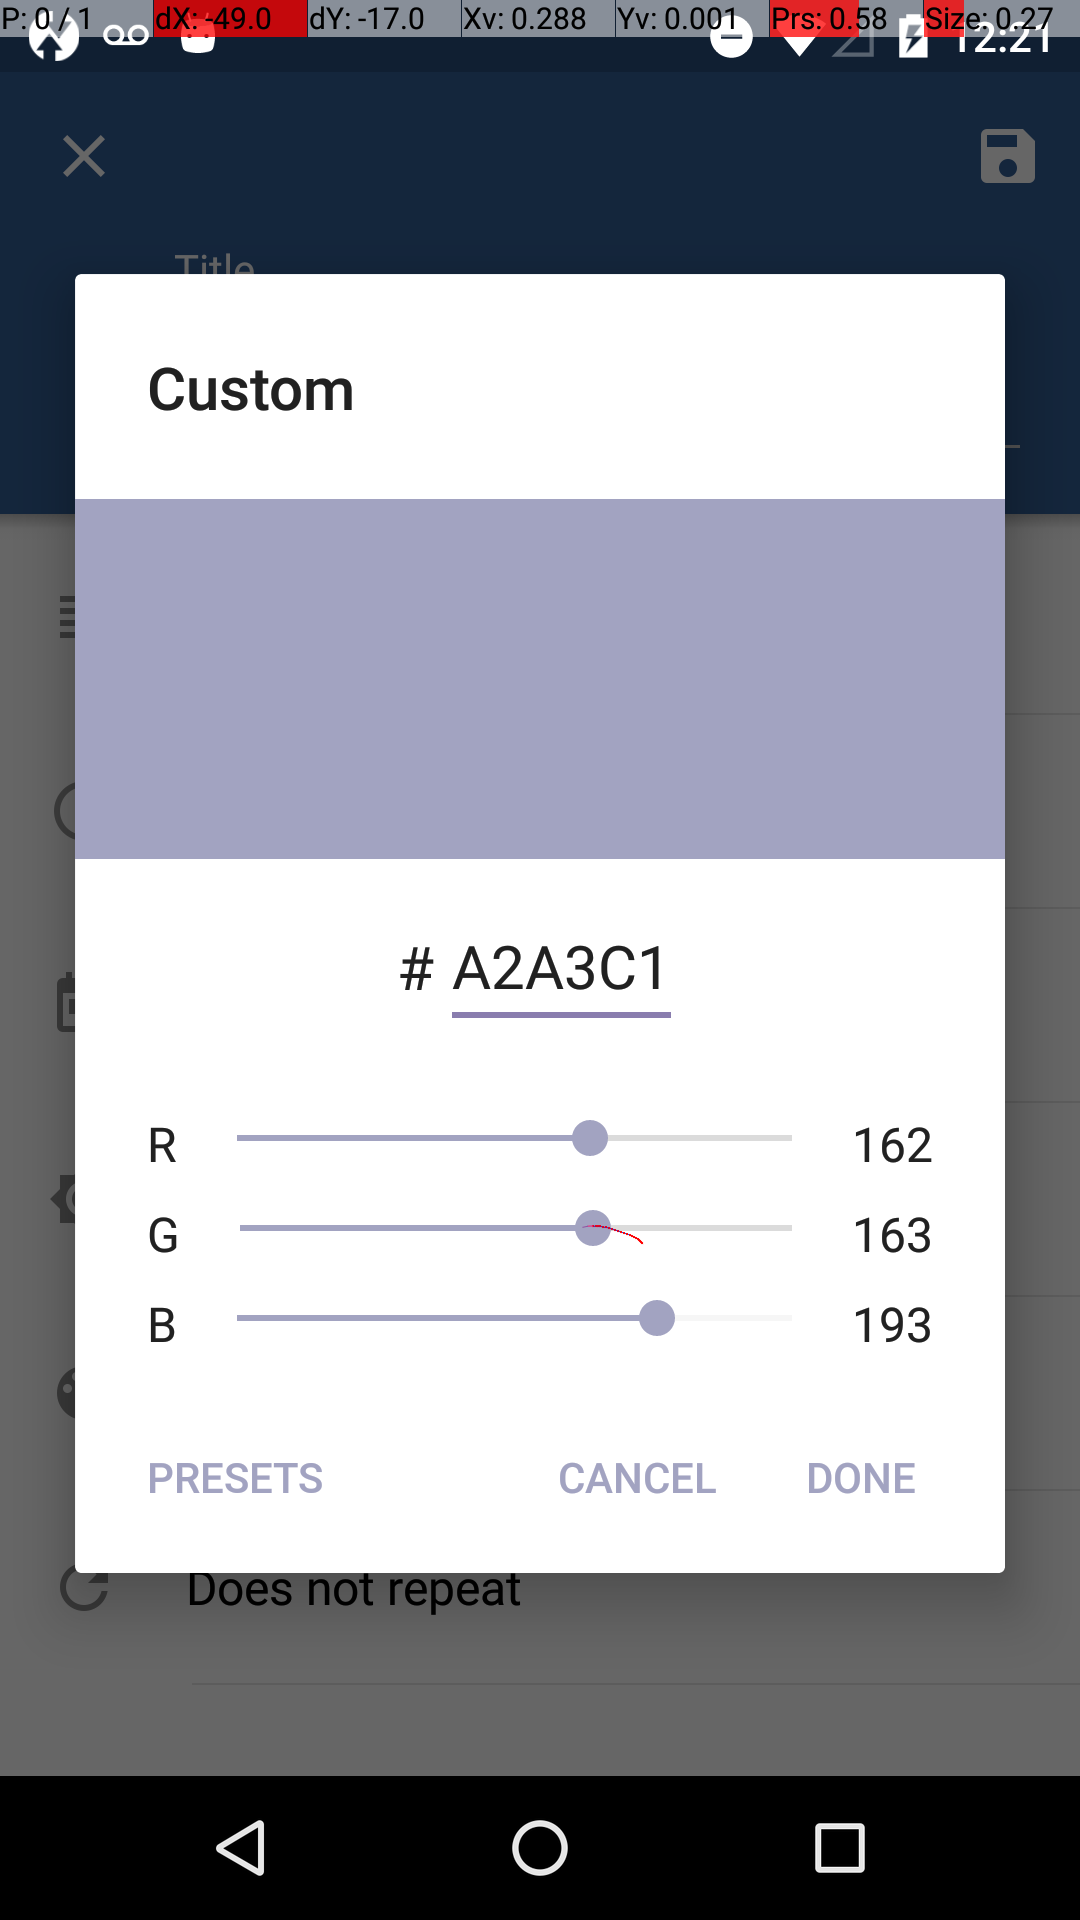 P: 0 / 1 dX: -49.0 dY: -17.0 Xv: 0.288 Yv: 0.001 Prs: 0.58 Size: 0.27
12:21
Title
Custom
# A2A3C1
R 162
G 163
B 193
PRESETS CANCEL DONE
Does not repeat